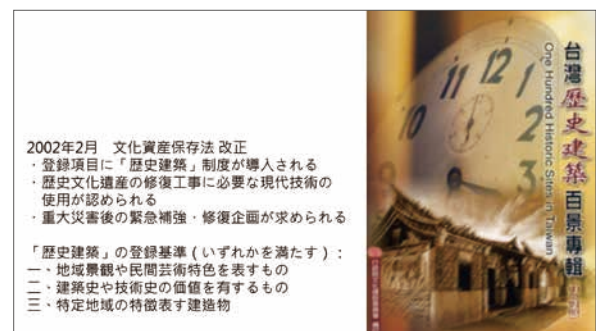 2002年2月　文化資産保存法 改正
・登録項目に「歴史建築」制度が導入される
・歴史文化遺産の修復工事に必要な現代技術の
使用が認められる
・重大災害後の緊急補強・修復企画が求められる
「歴史建築」の登録基準（いずれかを満たす）：
一、地域景観や民間芸術特色を表すもの
二、建築史や技術史の価値を有するもの
三、特定地域の特徴表す建造物
11 12 1
10 2
3
台灣歷史建築百景專輯
One Hundred Historic Sites in Taiwan